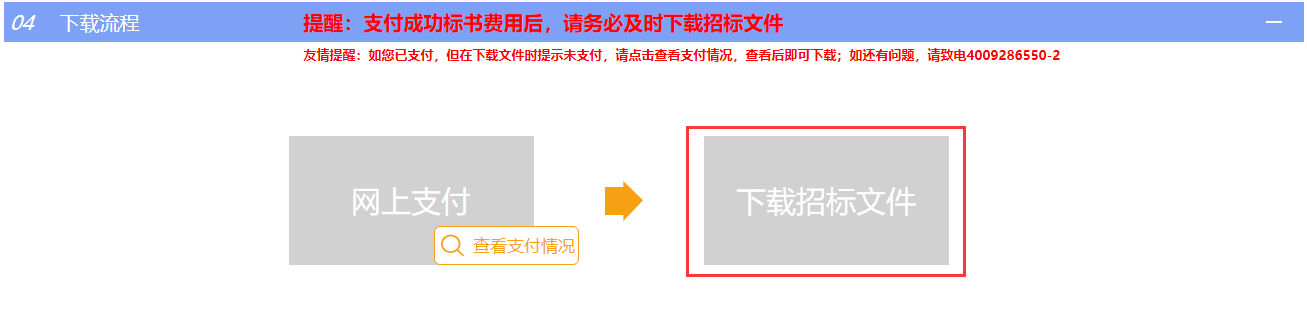 04 下载流程 提醒：支付成功标书费用后，请务必及时下载招标文件
友情提醒：如您已支付，但在下载文件时提示未支付，请点击查看支付情况，查看后即可下载；如还有问题，请致电4009286550-2
网上支付
下载招标文件
查看支付情况